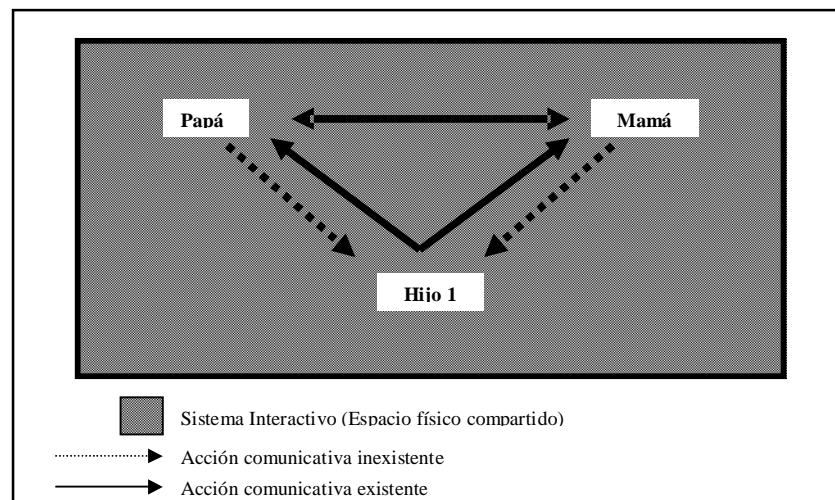 Papá
Mamá
Hijo 1
Sistema Interactivo (Espacio físico compartido)
Acción comunicativa inexistente
Acción comunicativa existente